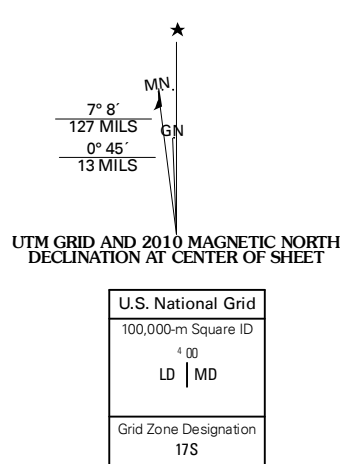 ★
MN
7° 8´
127 MILS
GN
0° 45´
13 MILS
UTM GRID AND 2010 MAGNETIC NORTH
DECLINATION AT CENTER OF SHEET
U.S. National Grid
100,000-m Square ID
4 00
LD MD
Grid Zone Designation
17S